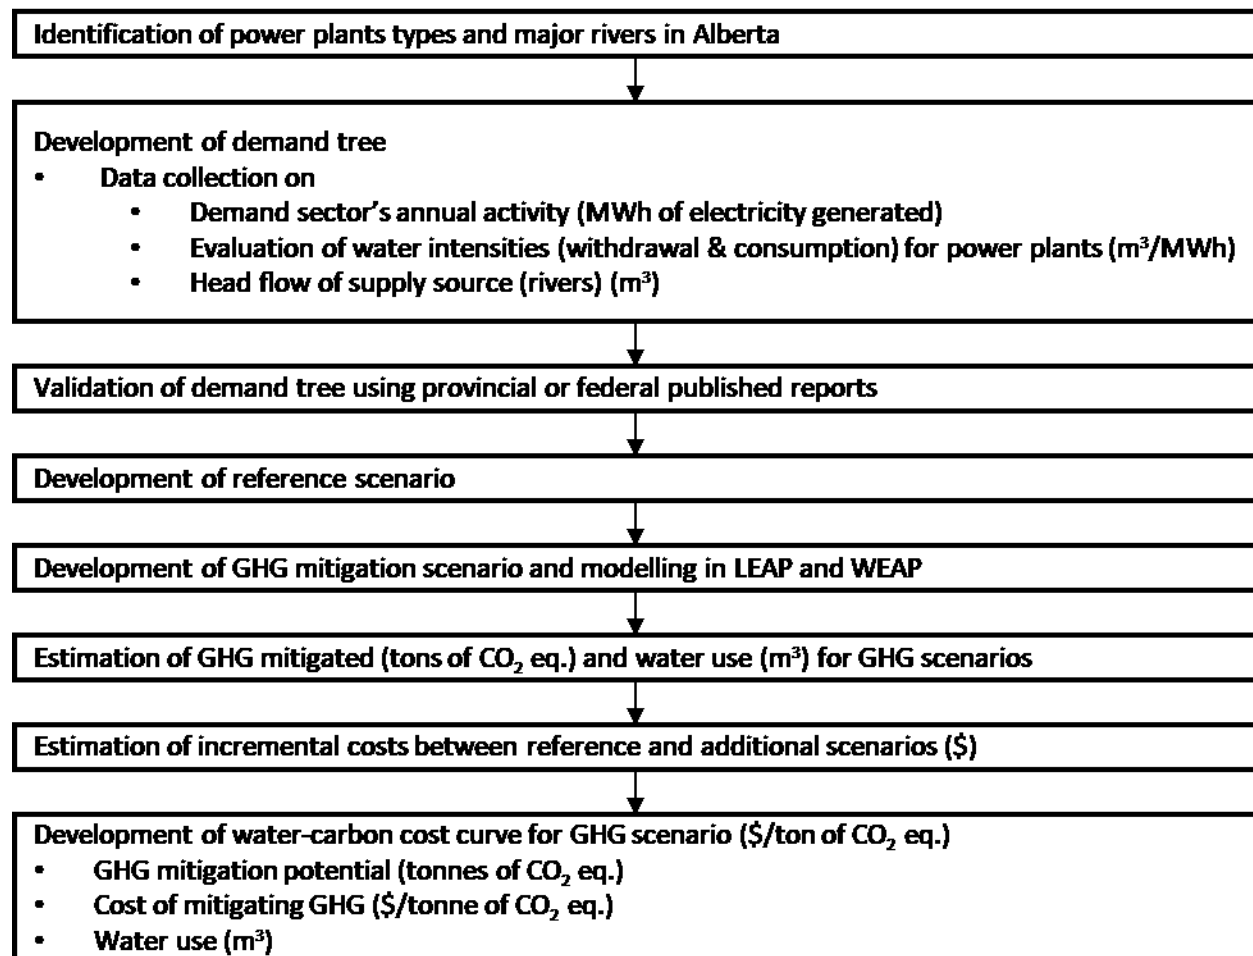 Identification of power plants types and major rivers in Alberta
Development of demand tree
• Data collection on
• Demand sector's annual activity (MWh of electricity generated)
• Evaluation of water intensities (withdrawal & consumption) for power plants (m³/MWh)
• Head flow of supply source (rivers) (m³)
Validation of demand tree using provincial or federal published reports
Development of reference scenario
Development of GHG mitigation scenario and modelling in LEAP and WEAP
Estimation of GHG mitigated (tons of CO₂ eq.) and water use (m³) for GHG scenarios
Estimation of incremental costs between reference and additional scenarios ($)
Development of water-carbon cost curve for GHG scenario ($/ton of CO₂ eq.)
• GHG mitigation potential (tonnes of CO₂ eq.)
• Cost of mitigating GHG ($/tonne of CO₂ eq.)
• Water use (m³)